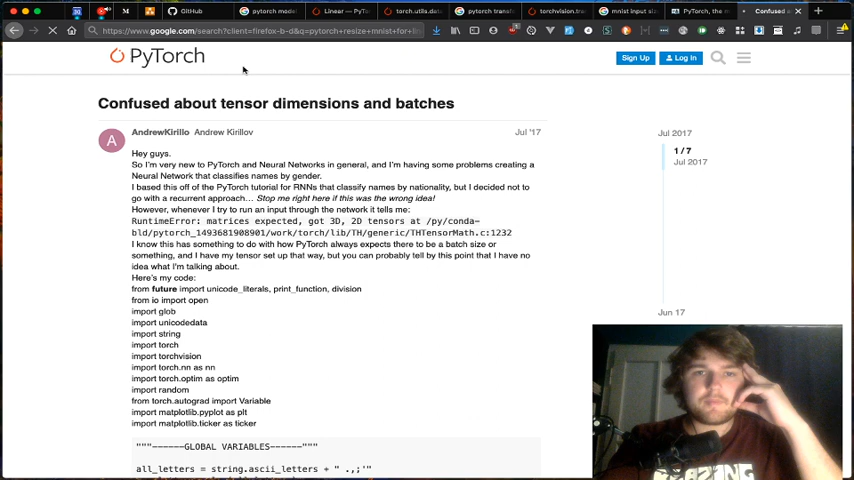 GitHub
pytorch model
Linear — PyTo
torch.utils.data
pytorch trans
torchvision.tra
mnist input siz
PyTorch, the m
Confused a
https://www.google.com/search?client=firefox-b-d&q=pytorch+resize+mnist+for+li
PyTorch
Sign Up
Log In
Confused about tensor dimensions and batches
AndrewKirillo Andrew Kirillov
Jul '17
A
Hey guys.
So I'm very new to PyTorch and Neural Networks in general, and I'm having some problems creating a
Neural Network that classifies names by gender.
I based this off of the PyTorch tutorial for RNNs that classify names by nationality, but I decided not to
go with a recurrent approach… Stop me right here if this was the wrong idea!
However, whenever I try to run an input through the network it tells me:
RuntimeError: matrices expected, got 3D, 2D tensors at /py/conda-
bld/pytorch_1493681908901/work/torch/lib/TH/generic/THTensorMath.c:1232
I know this has something to do with how PyTorch always expects there to be a batch size or
something, and I have my tensor set up that way, but you can probably tell by this point that I have no
idea what I'm talking about.
Here's my code:
from future import unicode_literals, print_function, division
from io import open
import glob
import unicodedata
import string
import torch
import torchvision
import torch.nn as nn
import torch.optim as optim
import random
from torch.autograd import Variable
import matplotlib.pyplot as plt
import matplotlib.ticker as ticker
"""------GLOBAL VARIABLES------"""
all_letters = string.ascii_letters + " .,;'"
Jul 2017
1 / 7
Jul 2017
Jun 17